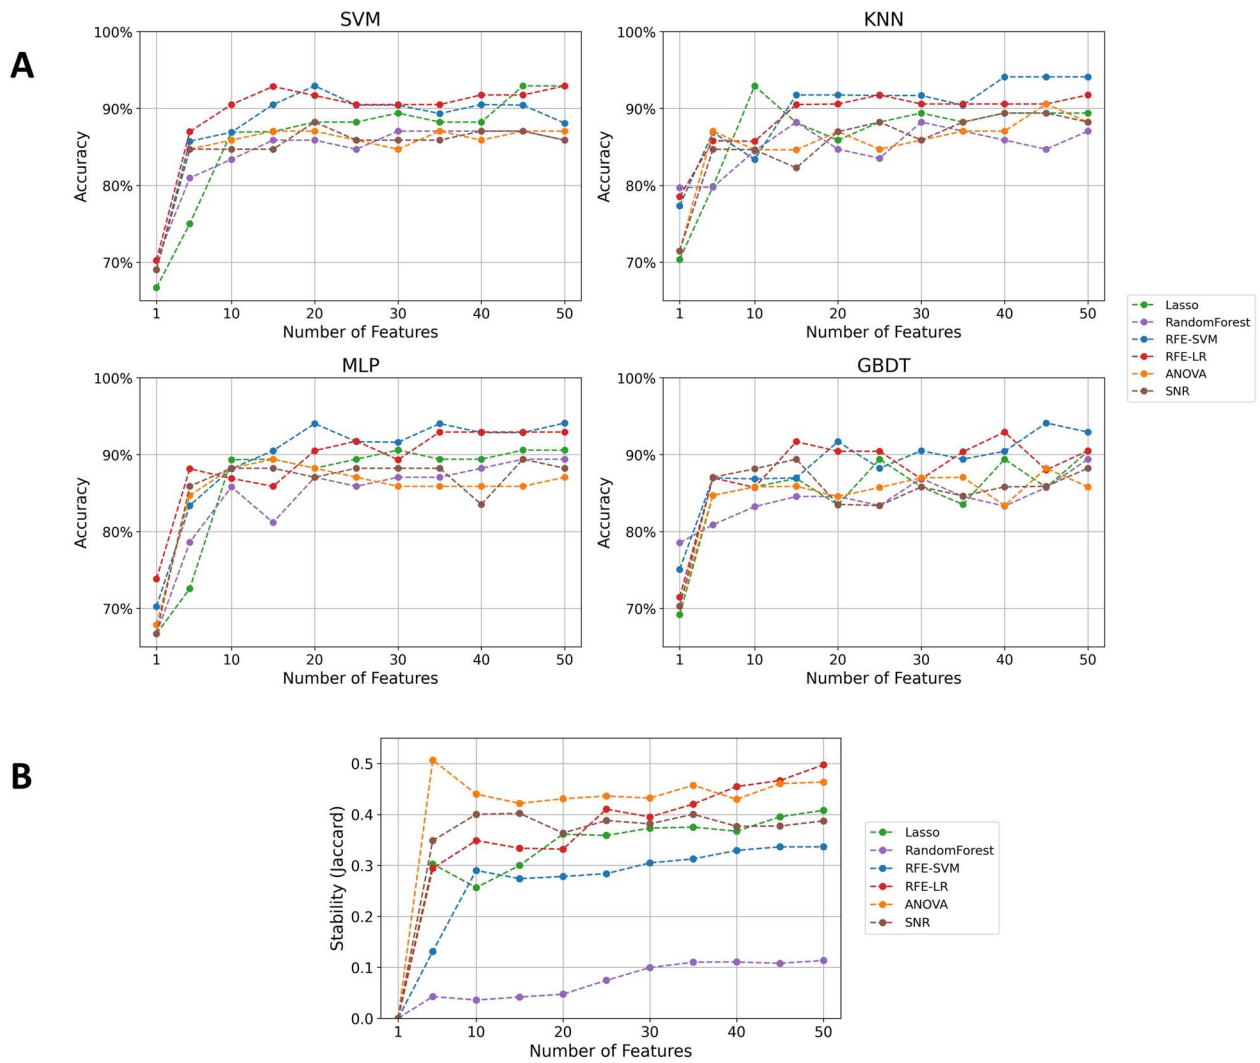 A
SVM
100%
90%
80%
70%
Accuracy
1 10 20 30 40 50
Number of Features
KNN
100%
90%
80%
70%
Accuracy
1 10 20 30 40 50
Number of Features
Lasso
RandomForest
RFE-SVM
RFE-LR
ANOVA
SNR
MLP
100%
90%
80%
70%
Accuracy
1 10 20 30 40 50
Number of Features
GBDT
100%
90%
80%
70%
Accuracy
1 10 20 30 40 50
Number of Features
B
0.5
0.4
0.3
0.2
0.1
0.0
Stability (Jaccard)
1 10 20 30 40 50
Number of Features
Lasso
RandomForest
RFE-SVM
RFE-LR
ANOVA
SNR